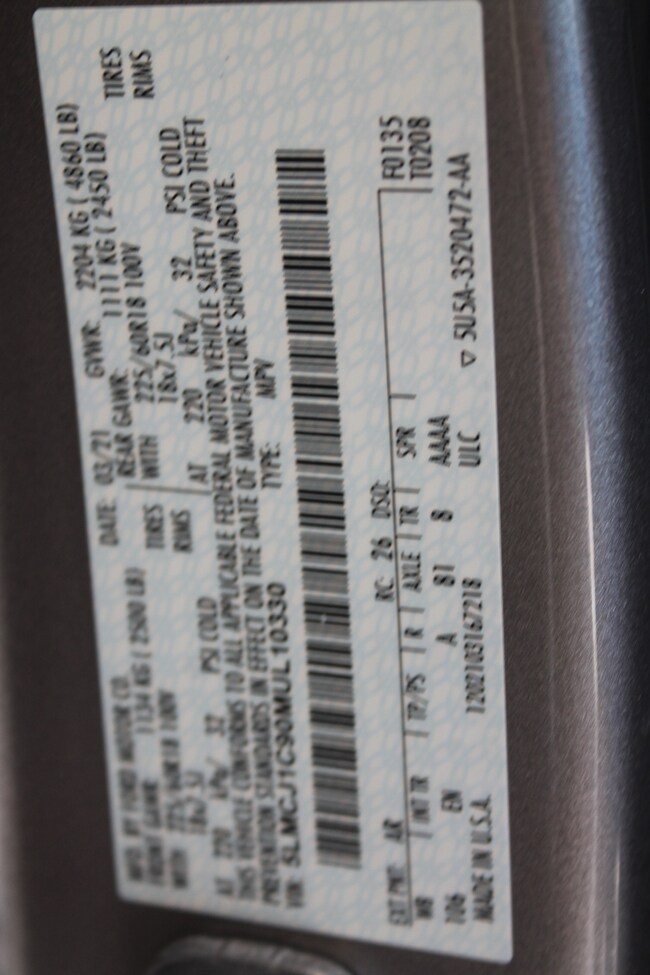 MFD. BY FORD MOTOR CO. DATE: 03/21 GVWR: 2204 KG ( 4860 LB)
FRONT GAWR: 1134 KG ( 2500 LB) REAR GAWR: 1111 KG ( 2450 LB)
WITH 225/60R18 100V TIRES WITH 225/60R18 100V TIRES
18x7.5J RIMS 18x7.5J RIMS
AT 220 kPa/ 32 PSI COLD AT 220 kPa/ 32 PSI COLD
THIS VEHICLE CONFORMS TO ALL APPLICABLE FEDERAL MOTOR VEHICLE SAFETY AND THEFT
PREVENTION STANDARDS IN EFFECT ON THE DATE OF MANUFACTURE SHOWN ABOVE.
VIN: 5LMCJ1C90MUL10330 TYPE: MPV
EXT PNT: AR RC: 26 DSO: F0135
WB INT TR TP/PS R AXLE TR SPR T0208
106 EN A 81 8 AAAA
MADE IN U.S.A. 1202103167218 ULC 5U5A-3520472-AA